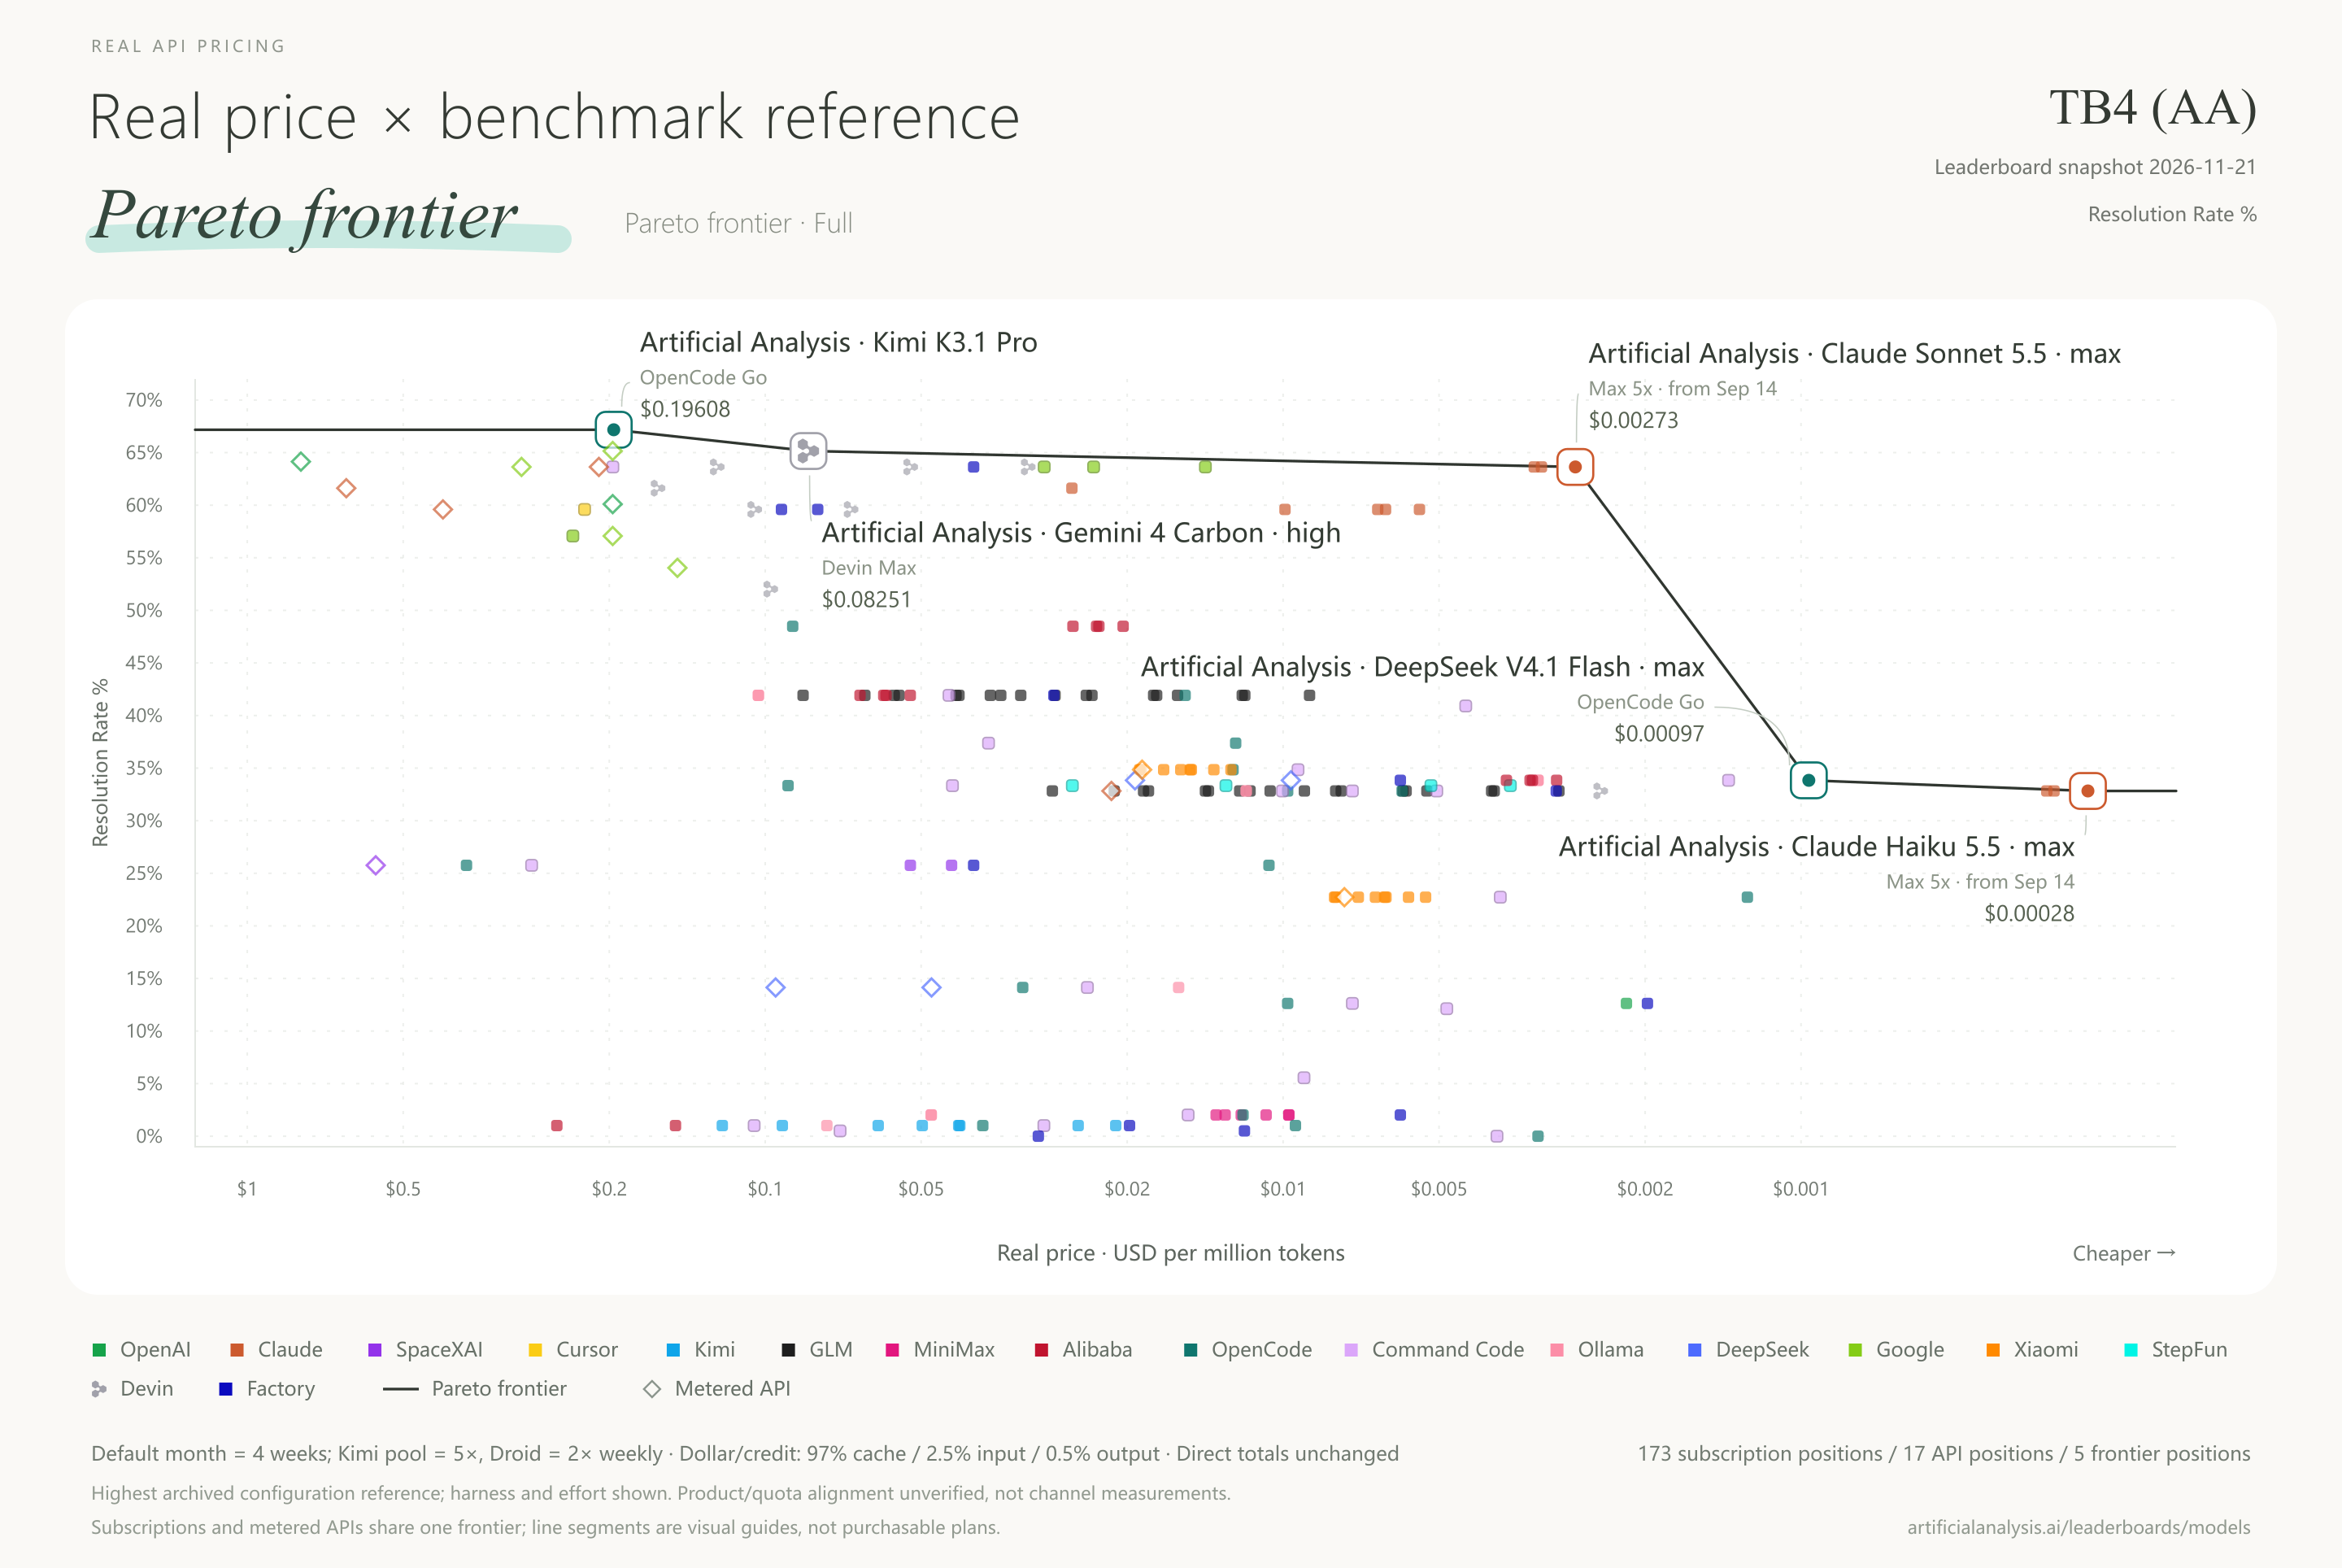 REAL API PRICING
Real price × benchmark reference
Pareto frontier
Pareto frontier · Full
TB4 (AA)
Leaderboard snapshot 2026-11-21
Resolution Rate %
Artificial Analysis · Kimi K3.1 Pro
OpenCode Go
$0.19608
Artificial Analysis · Claude Sonnet 5.5 · max
Max 5x · from Sep 14
$0.00273
Artificial Analysis · Gemini 4 Carbon · high
Devin Max
$0.08251
Artificial Analysis · DeepSeek V4.1 Flash · max
OpenCode Go
$0.00097
Artificial Analysis · Claude Haiku 5.5 · max
Max 5x · from Sep 14
$0.00028
Resolution Rate %
70%
65%
60%
55%
50%
45%
40%
35%
30%
25%
20%
15%
10%
5%
0%
$1 $0.5 $0.2 $0.1 $0.05 $0.02 $0.01 $0.005 $0.002 $0.001
Real price · USD per million tokens
Cheaper →
OpenAI Claude SpaceXAI Cursor Kimi GLM MiniMax Alibaba OpenCode Command Code Ollama DeepSeek Google Xiaomi StepFun
Devin Factory Pareto frontier Metered API
Default month = 4 weeks; Kimi pool = 5×, Droid = 2× weekly · Dollar/credit: 97% cache / 2.5% input / 0.5% output · Direct totals unchanged
173 subscription positions / 17 API positions / 5 frontier positions
Highest archived configuration reference; harness and effort shown. Product/quota alignment unverified, not channel measurements.
Subscriptions and metered APIs share one frontier; line segments are visual guides, not purchasable plans.
artificialanalysis.ai/leaderboards/models